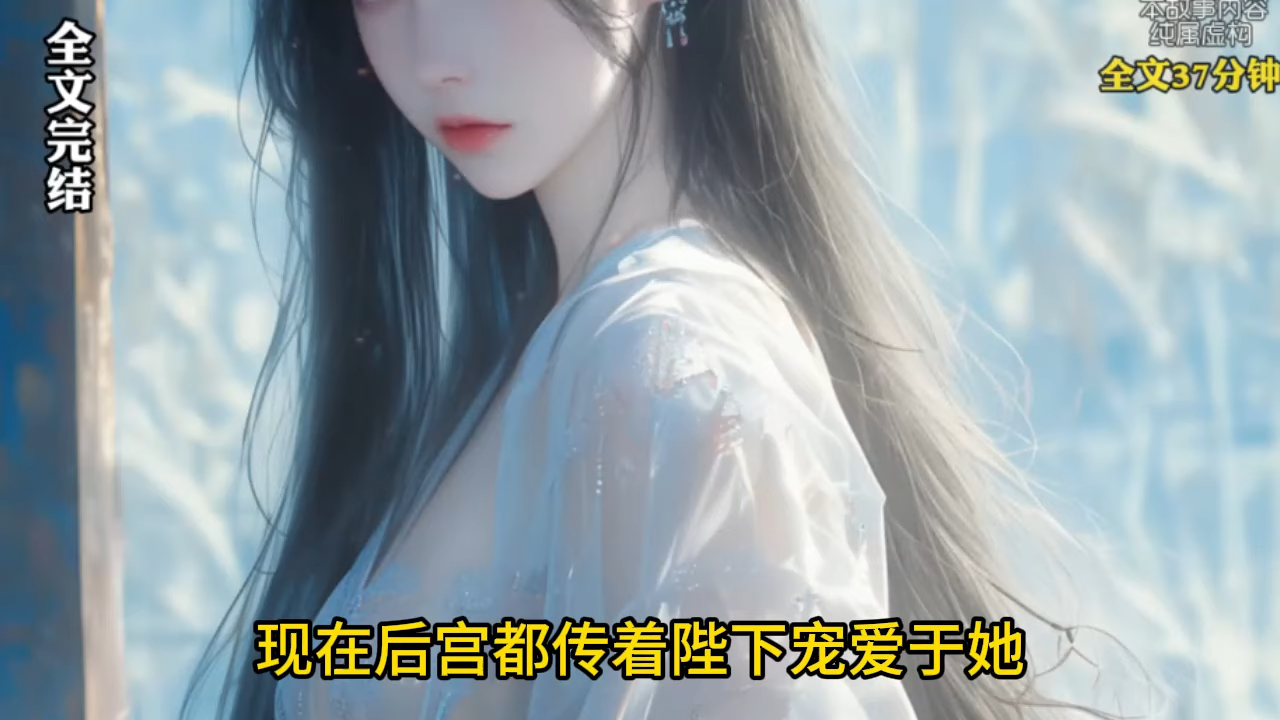 全文完结
本故事内容
纯属虚构
全文37分钟
现在后宫都传着陛下宠爱于她